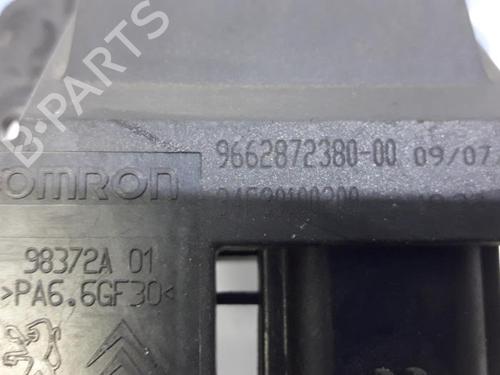 B-PARTS
9662872380-00 09/07
OMRON
98372A 01
>PA6.6GF30<